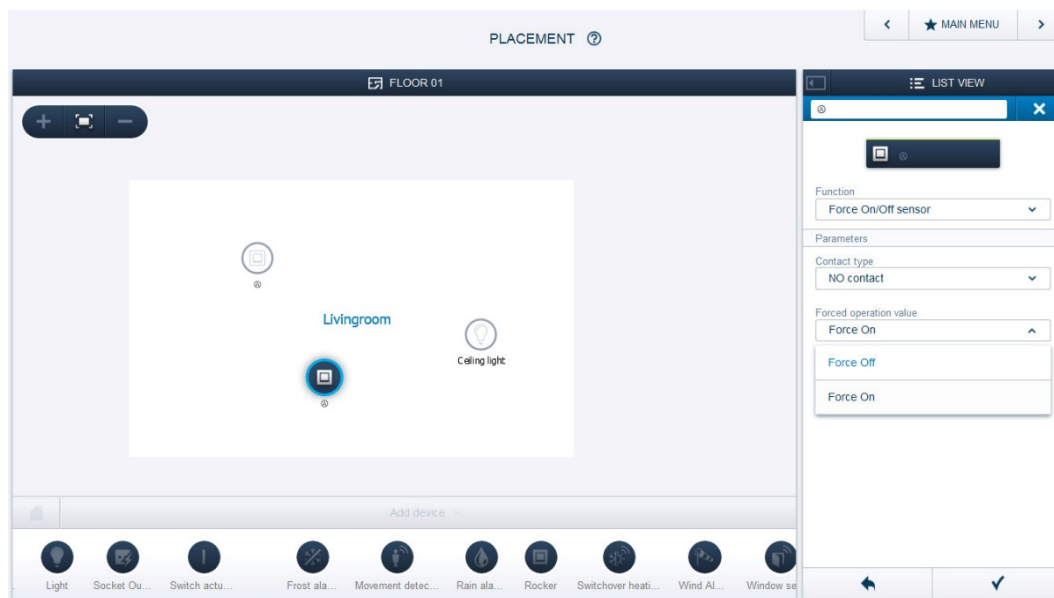 MAIN MENU
PLACEMENT
FLOOR 01
LIST VIEW
Function
Force On/Off sensor
Parameters
Contact type
NO contact
Forced operation value
Force On
Force Off
Force On
Livingroom
Ceiling light
Add device
Light
Socket Ou...
Switch actu...
Frost ala...
Movement detec...
Rain ala...
Rocker
Switchover heati...
Wind Al...
Window se